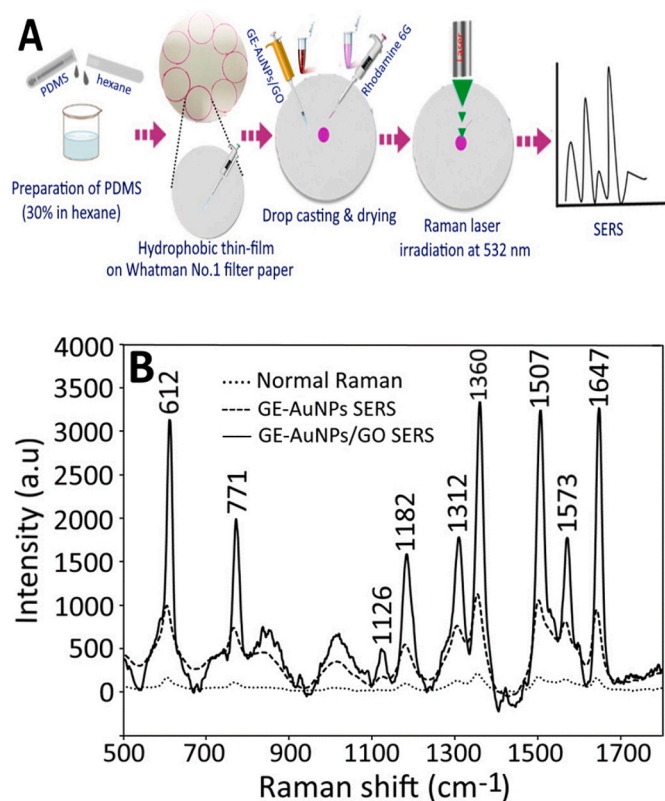 A
PDMS
hexane
GE-AuNPs/GO
Rhodamine 6G
Laser
Preparation of PDMS
(30% in hexane)
Hydrophobic thin-film
on Whatman No.1 filter paper
Drop casting & drying
Raman laser
irradiation at 532 nm
SERS
B
Normal Raman
GE-AuNPs SERS
GE-AuNPs/GO SERS
612
771
1126
1182
1312
1360
1507
1573
1647
Intensity (a.u)
4000
3500
3000
2500
2000
1500
1000
500
0
500 700 900 1100 1300 1500 1700
Raman shift (cm-1)